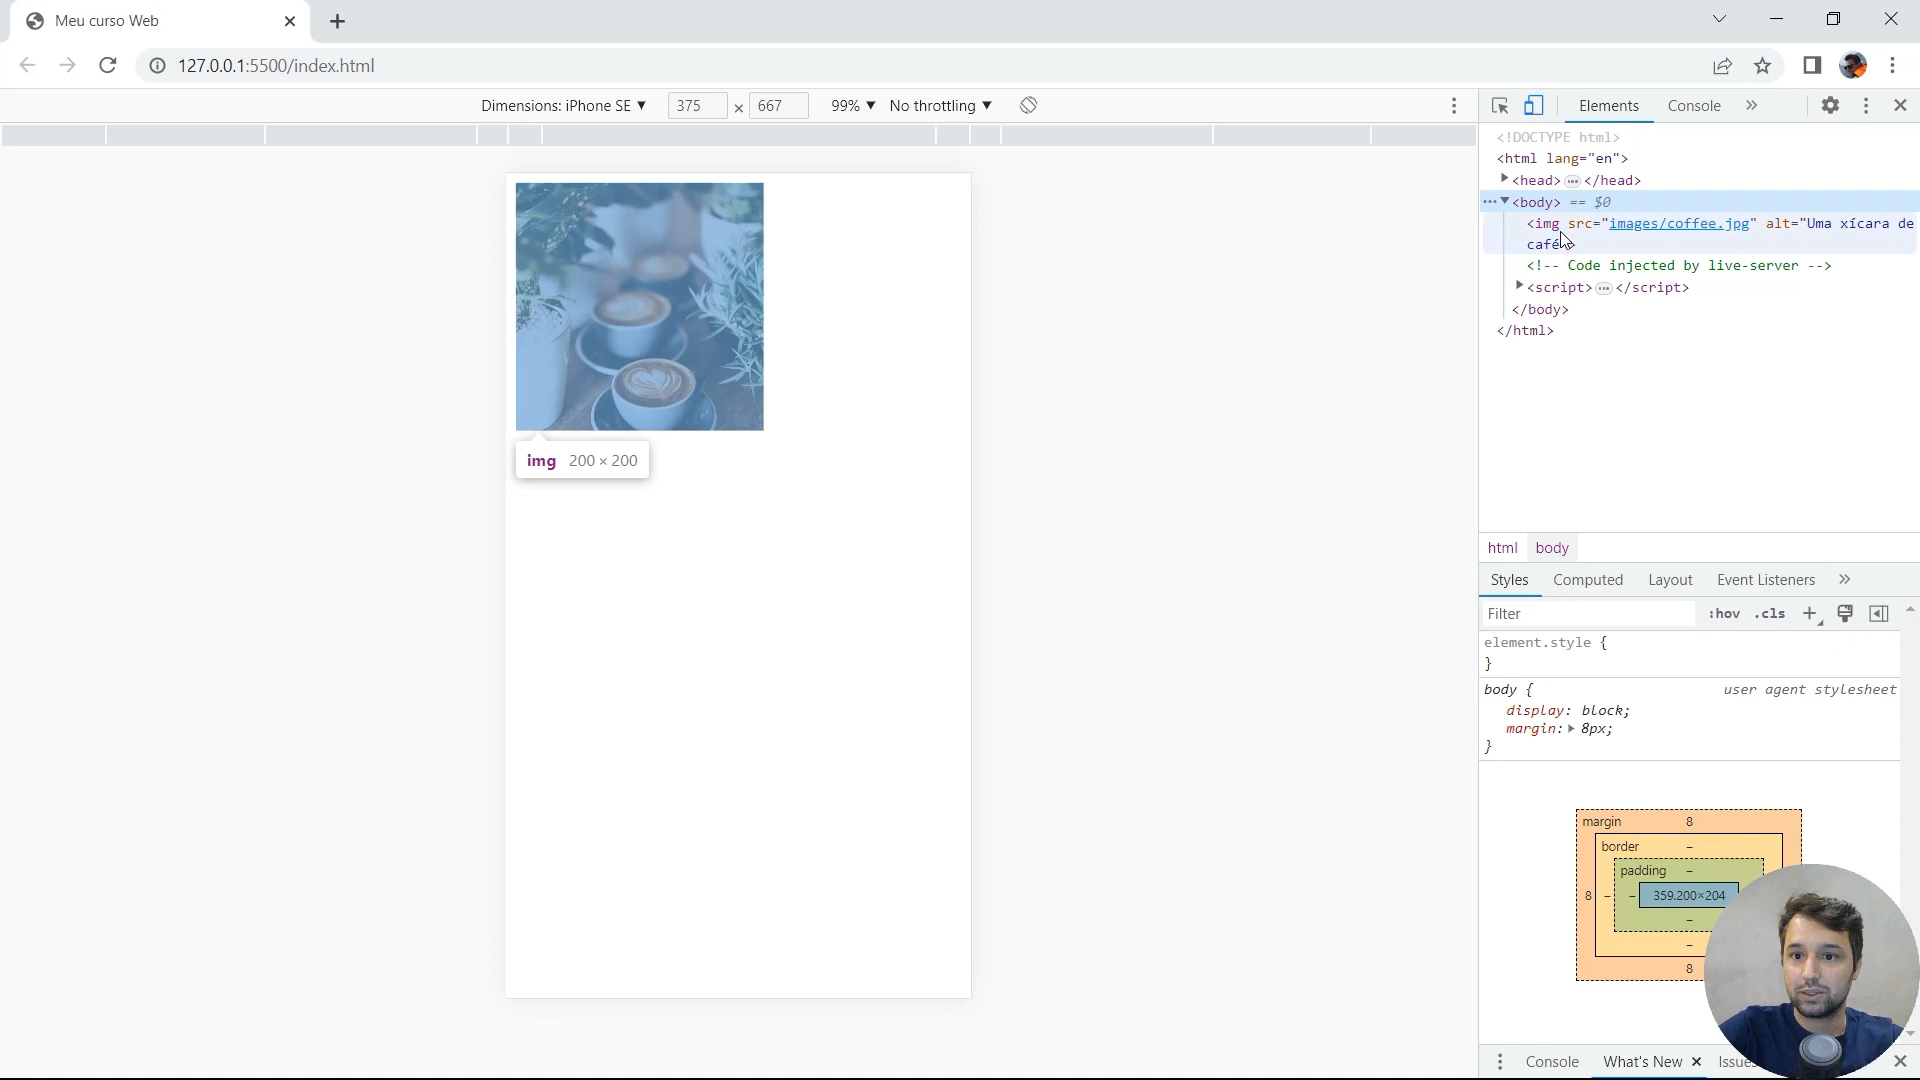 Meu curso Web
127.0.0.1:5500/index.html
Dimensions: iPhone SE ▼ 375 × 667 99% ▼ No throttling ▼
Elements Console »
<!DOCTYPE html>
<html lang="en">
<head> … </head>
<body> == $0
<img src="images/coffee.jpg" alt="Uma xícara de
café">
<!-- Code injected by live-server -->
<script> … </script>
</body>
</html>
img 200 × 200
html body
Styles Computed Layout Event Listeners »
Filter :hov .cls +
element.style {
}
body { user agent stylesheet
display: block;
margin: 8px;
}
margin 8
border –
padding –
8 – – 359.200×204
–
–
8
Console What's New × Issues